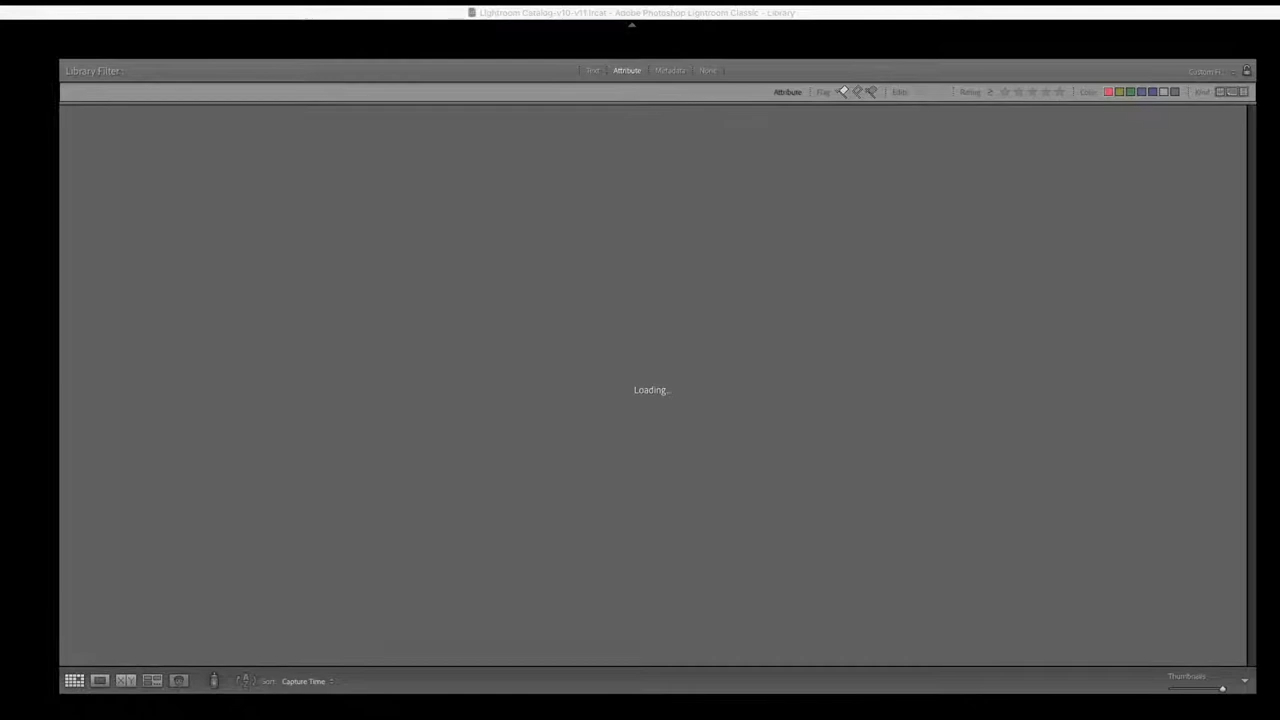 Lightroom Catalog-v10-v11.lrcat - Adobe Photoshop Lightroom Classic - Library
Library Filter:
Text Attribute Metadata None
Attribute Flag Edits Rating ≥ Color Kind
Loading..
Sort: Capture Time
Thumbnails